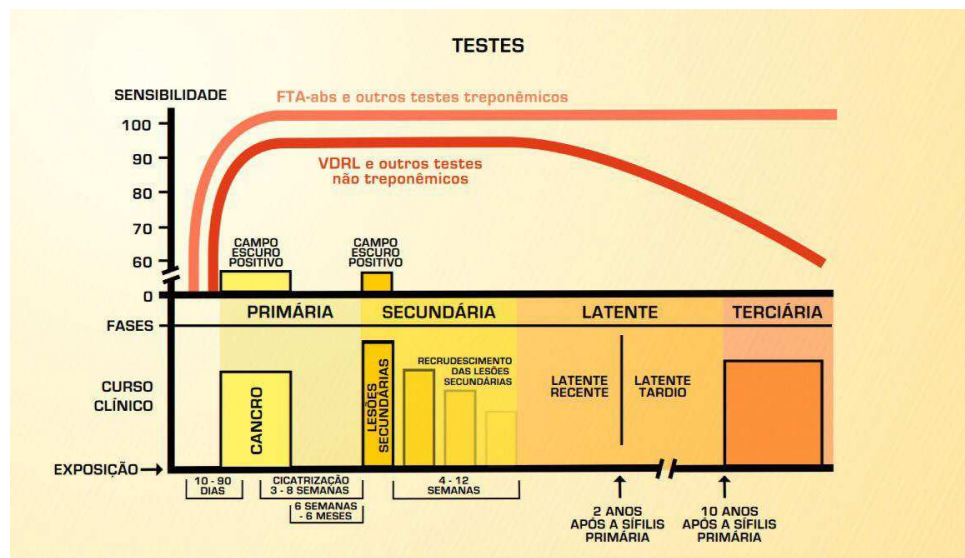 TESTES
SENSIBILIDADE
FTA-abs e outros testes treponêmicos
100
90
80
70
60
0
VDRL e outros testes
não treponêmicos
CAMPO
ESCURO
POSITIVO
CAMPO
ESCURO
POSITIVO
FASES
PRIMÁRIA
SECUNDÁRIA
LATENTE
TERCIÁRIA
CURSO
CLÍNICO
CANCRO
LESÕES
SECUNDÁRIAS
RECRUDESCIMENTO
DAS LESÕES
SECUNDÁRIAS
LATENTE
RECENTE
LATENTE
TARDIO
EXPOSIÇÃO
10 - 90
DIAS
CICATRIZAÇÃO
3 - 8 SEMANAS
6 SEMANAS
- 6 MESES
4 - 12
SEMANAS
2 ANOS
APÓS A SÍFILIS
PRIMÁRIA
10 ANOS
APÓS A SÍFILIS
PRIMÁRIA